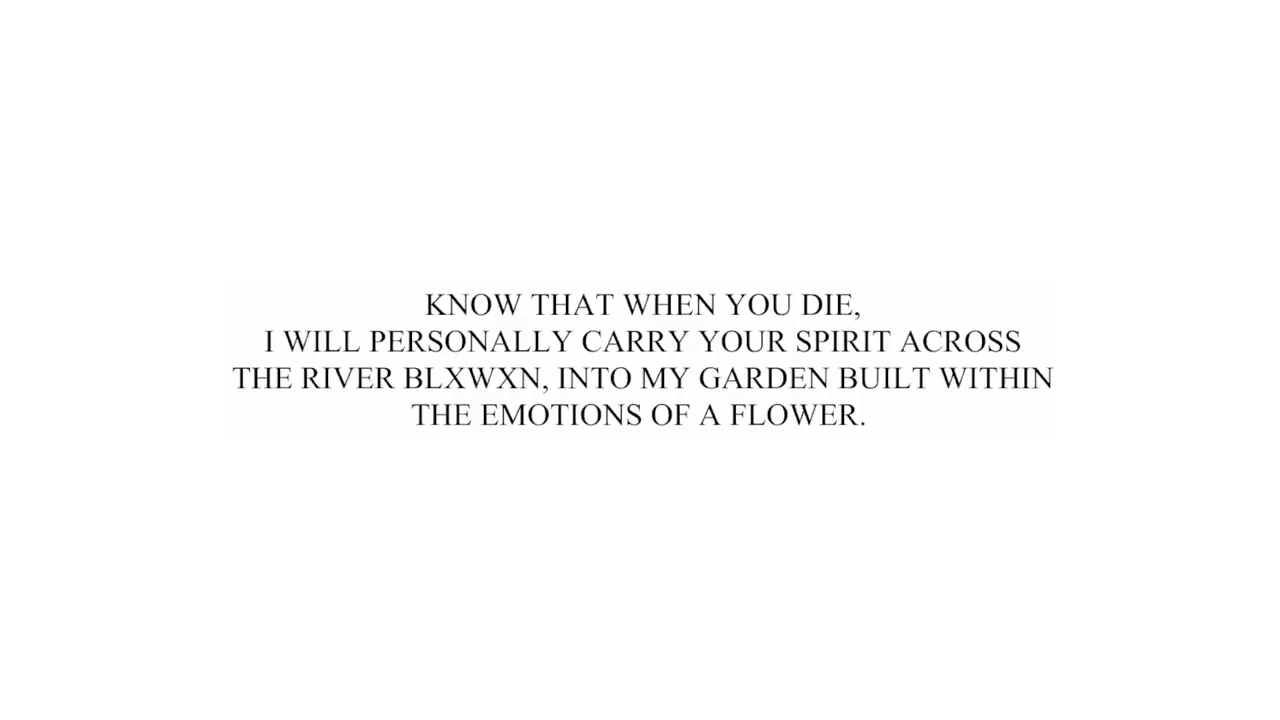 KNOW THAT WHEN YOU DIE,
I WILL PERSONALLY CARRY YOUR SPIRIT ACROSS
THE RIVER BLXWXN, INTO MY GARDEN BUILT WITHIN
THE EMOTIONS OF A FLOWER.